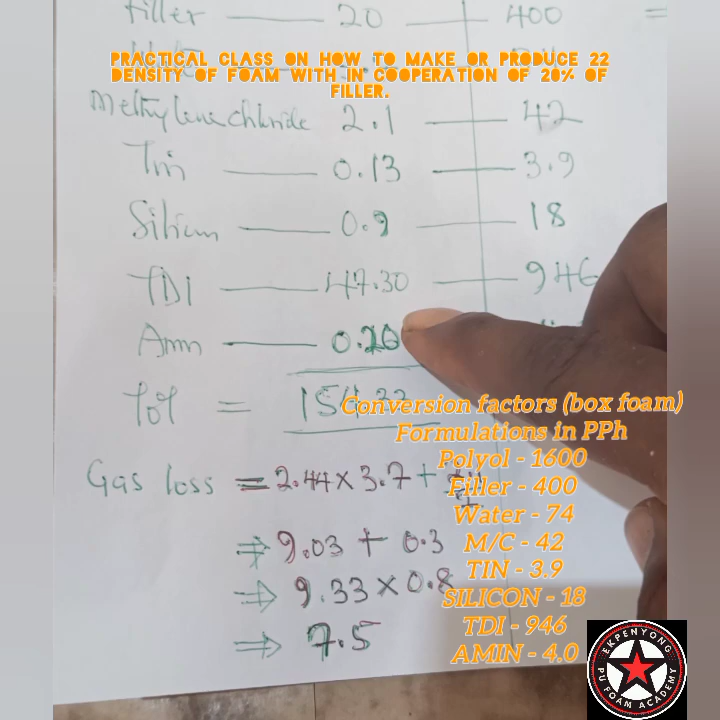 Filler — 20 — 400 =
PRACTICAL CLASS ON HOW TO MAKE OR PRODUCE 22
DENSITY OF FOAM WITH IN COOPERATION OF 20% OF
FILLER.
Methylene chloride 2.1 — 42
Tin — 0.13 — 3.9
Silicon — 0.9 — 18
TDI — 47.30 — 946
Amin — 0.20
Tot = 154.33
Conversion factors (box foam)
Formulations in PPh
Polyol - 1600
Filler - 400
Water - 74
M/C - 42
TIN - 3.9
SILICON - 18
TDI - 946
AMIN - 4.0
Gas loss = 2.44 x 3.7 +
⇒ 9.03 + 0.3
⇒ 9.33 x 0.8
⇒ 7.5
EKPENYONG
PU FOAM ACADEMY